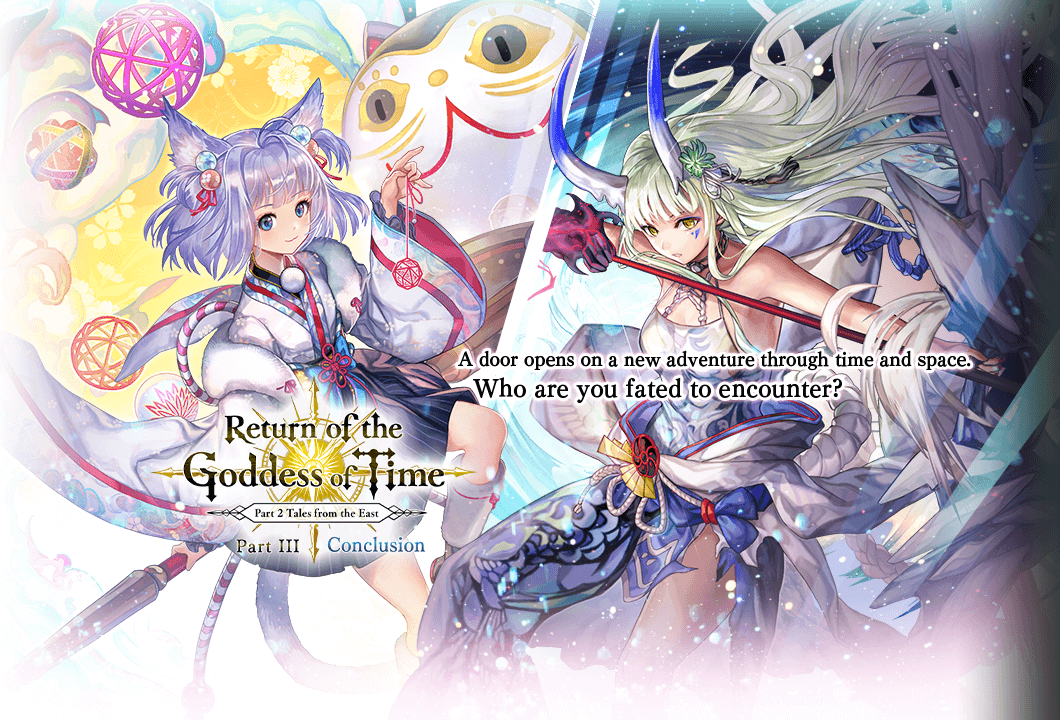 A door opens on a new adventure through time and space.
Who are you fated to encounter?
Return of the
Goddess of Time
Part 2 Tales from the East
Part III Conclusion